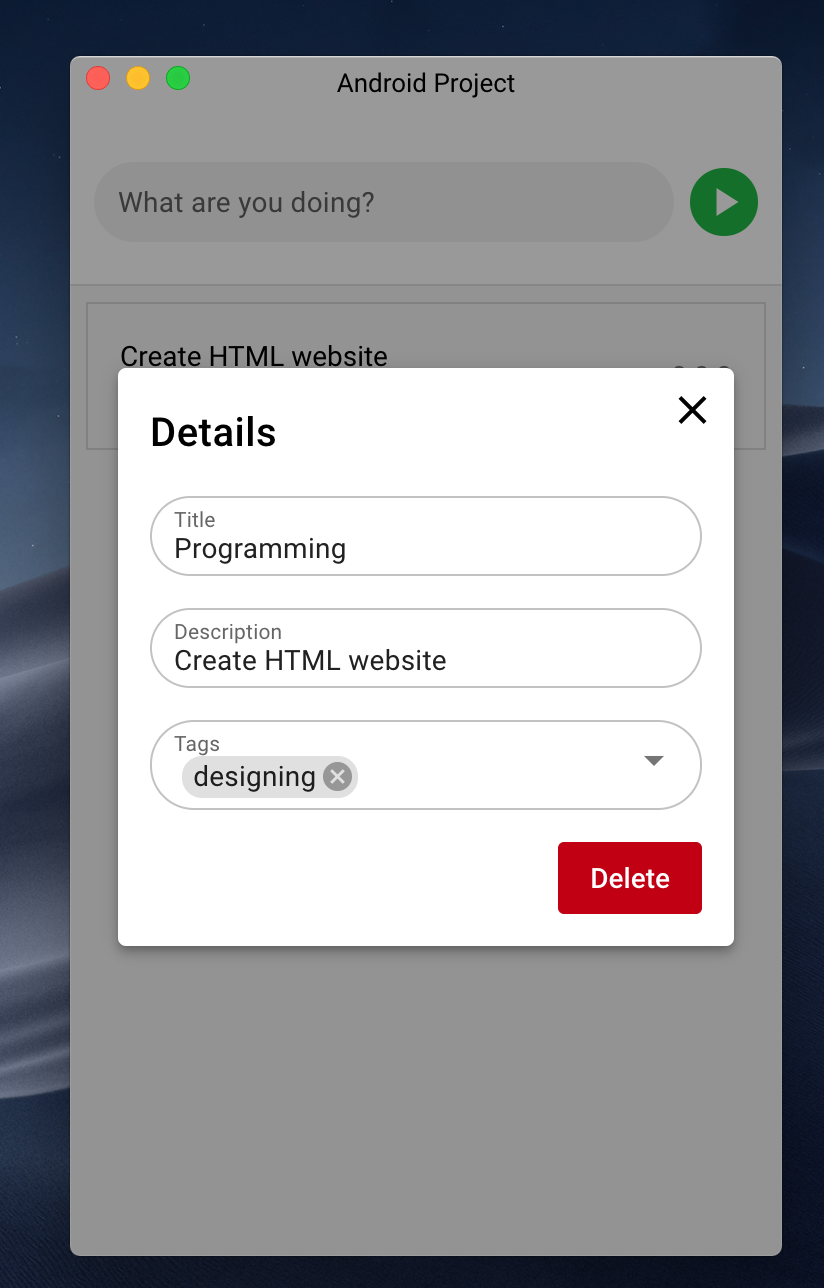 Android Project
What are you doing?
Create HTML website
Details
Title
Programming
Description
Create HTML website
Tags
designing
Delete